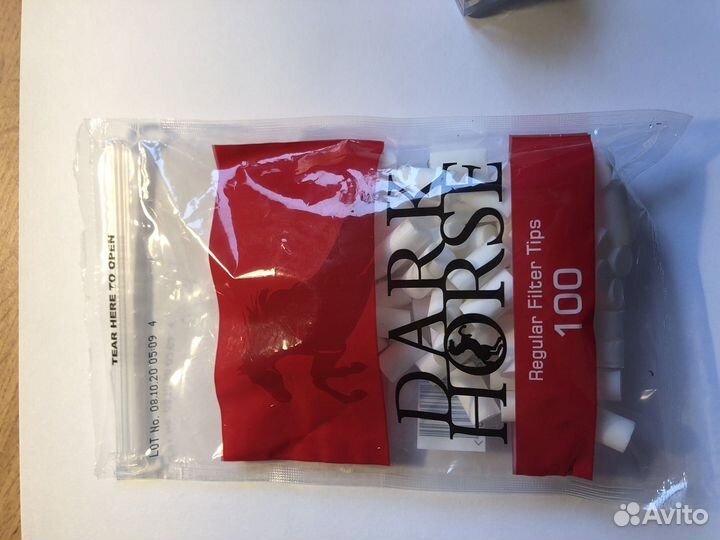 TEAR HERE TO OPEN
LOT No. 08.10.20 05:09 4
DARK
HORSE
Regular Filter Tips
100
Avito